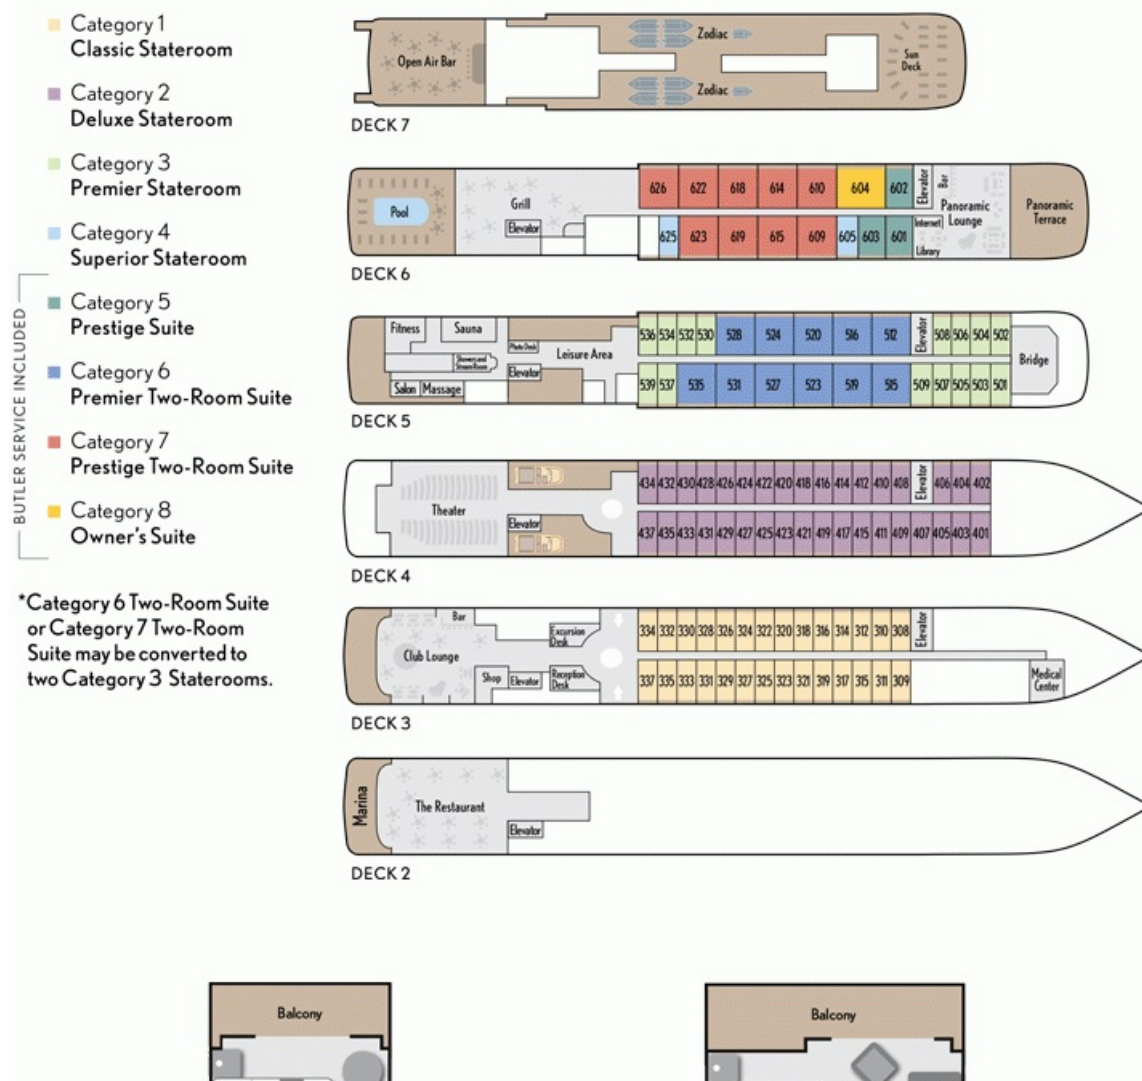 Category 1
Classic Stateroom
Category 2
Deluxe Stateroom
Category 3
Premier Stateroom
Category 4
Superior Stateroom
BUTLER SERVICE INCLUDED
Category 5
Prestige Suite
Category 6
Premier Two-Room Suite
Category 7
Prestige Two-Room Suite
Category 8
Owner's Suite
*Category 6 Two-Room Suite
or Category 7 Two-Room
Suite may be converted to
two Category 3 Staterooms.
Open Air Bar
Zodiac
Zodiac
Sun
Deck
DECK 7
626 622 618 614 610 604 602 Elevator Bar
Pool
Grill
Elevator
Panoramic
Lounge
Panoramic
Terrace
625 623 619 615 609 605 603 601 Internet
Library
DECK 6
Fitness Sauna
536 534 532 530 528 524 520 516 512 Elevator 508 506 504 502
Photo Desk
Leisure Area
Showers and
Steam Room
Elevator
Bridge
Salon Massage
539 537 535 531 527 523 519 515 509 507 505 503 501
DECK 5
434 432 430 428 426 424 422 420 418 416 414 412 410 408 Elevator 406 404 402
Theater
Elevator
437 435 433 431 429 427 425 423 421 419 417 415 411 409 407 405 403 401
DECK 4
Bar
Excursion
Desk
334 332 330 328 326 324 322 320 318 316 314 312 310 308 Elevator
Club Lounge
Shop Elevator
Reception
Desk
337 335 333 331 329 327 325 323 321 319 317 315 311 309
Medical
Center
DECK 3
Marina
The Restaurant
Elevator
DECK 2
Balcony
Balcony